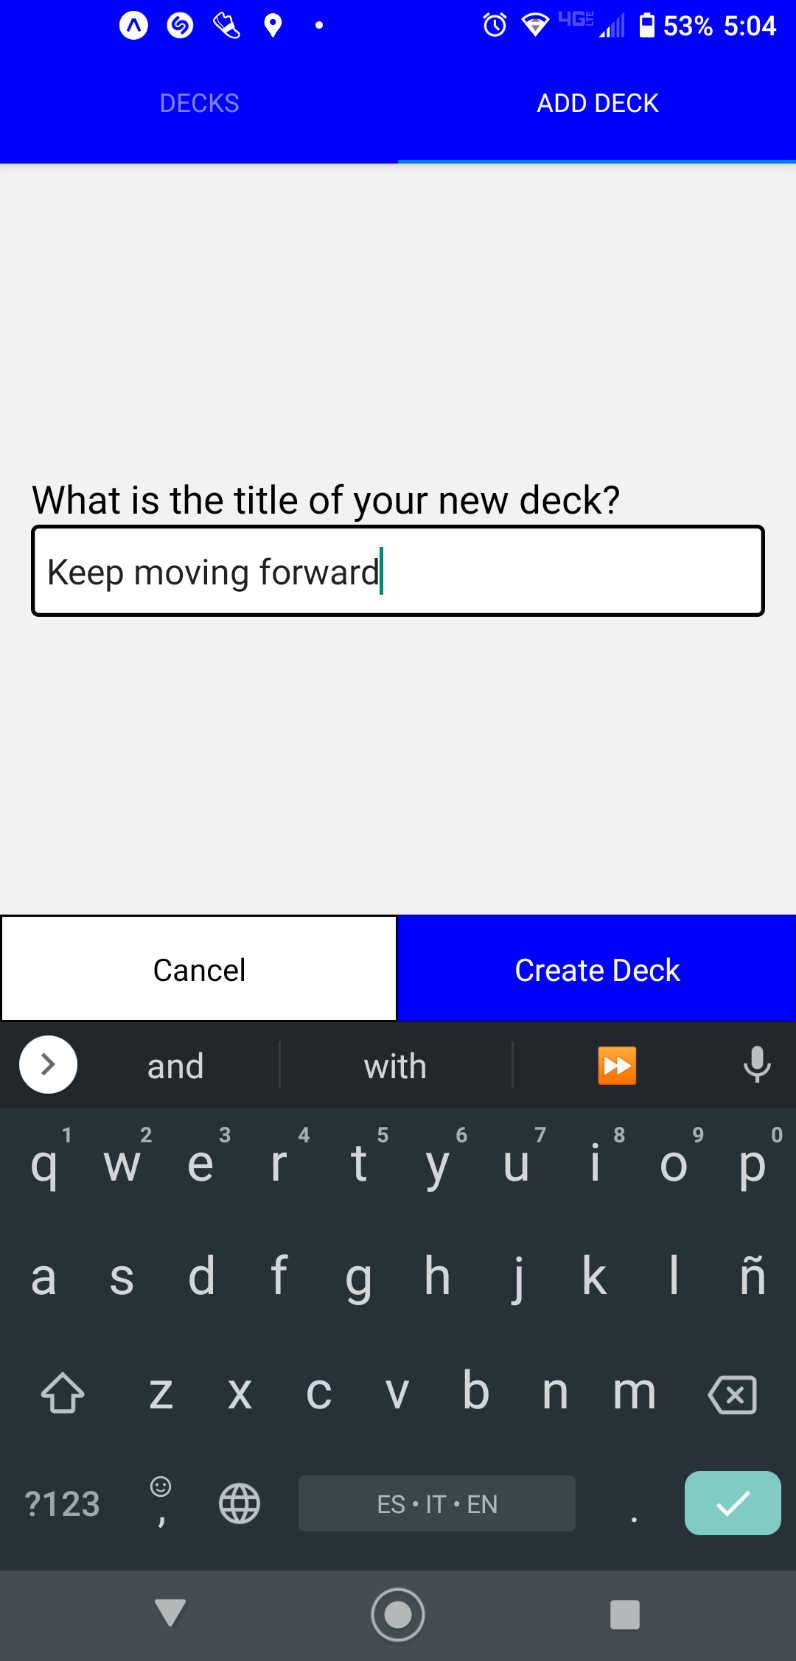 4G LTE 53% 5:04
DECKS ADD DECK
What is the title of your new deck?
Keep moving forward
Cancel Create Deck
and with
1 2 3 4 5 6 7 8 9 0
q w e r t y u i o p
a s d f g h j k l ñ
z x c v b n m
?123 , ES • IT • EN .